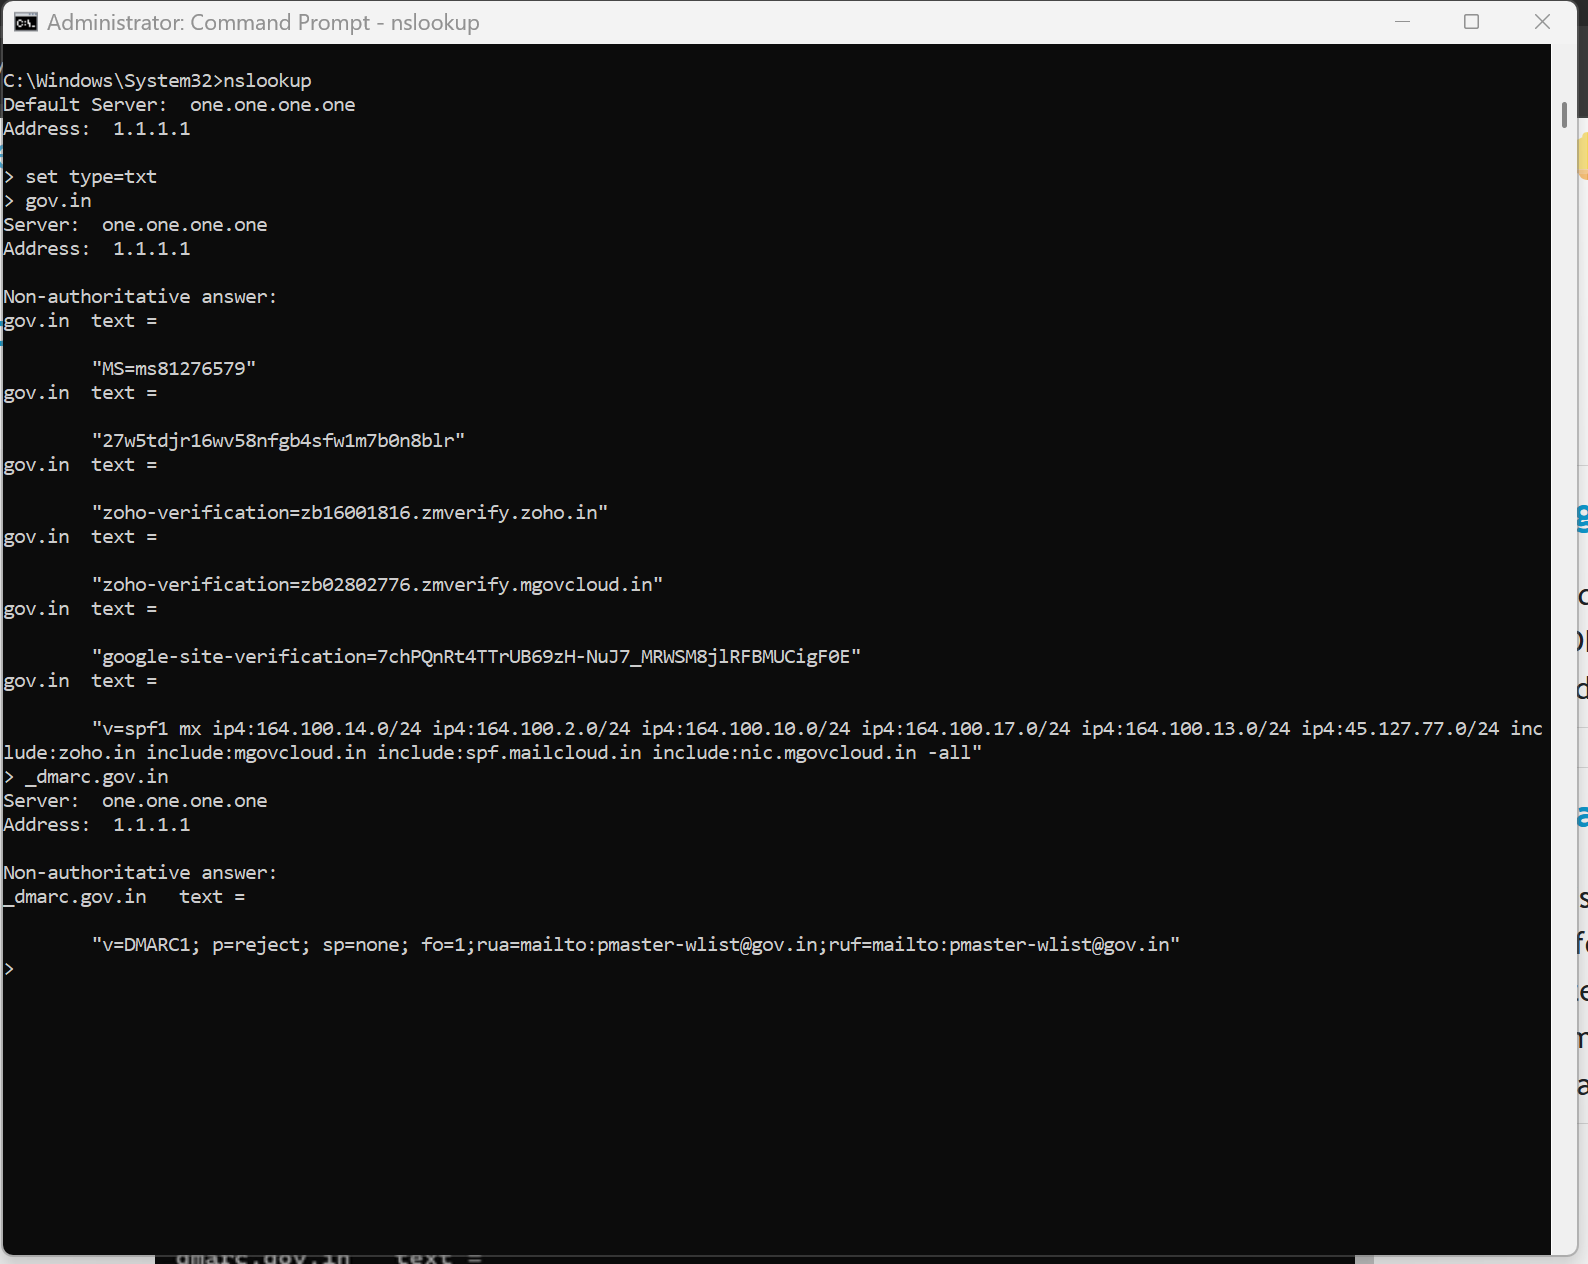 Administrator: Command Prompt - nslookup
C:\Windows\System32>nslookup
Default Server:  one.one.one.one
Address:  1.1.1.1
> set type=txt
> gov.in
Server:  one.one.one.one
Address:  1.1.1.1
Non-authoritative answer:
gov.in  text =
"MS=ms81276579"
gov.in  text =
"27w5tdjr16wv58nfgb4sfw1m7b0n8blr"
gov.in  text =
"zoho-verification=zb16001816.zmverify.zoho.in"
gov.in  text =
"zoho-verification=zb02802776.zmverify.mgovcloud.in"
gov.in  text =
"google-site-verification=7chPQnRt4TTrUB69zH-NuJ7_MRWSM8jlRFBMUCigF0E"
gov.in  text =
"v=spf1 mx ip4:164.100.14.0/24 ip4:164.100.2.0/24 ip4:164.100.10.0/24 ip4:164.100.17.0/24 ip4:164.100.13.0/24 ip4:45.127.77.0/24 inc
lude:zoho.in include:mgovcloud.in include:spf.mailcloud.in include:nic.mgovcloud.in -all"
> _dmarc.gov.in
Server:  one.one.one.one
Address:  1.1.1.1
Non-authoritative answer:
_dmarc.gov.in   text =
"v=DMARC1; p=reject; sp=none; fo=1;rua=mailto:pmaster-wlist@gov.in;ruf=mailto:pmaster-wlist@gov.in"
>
dmarc.gov.in   text =